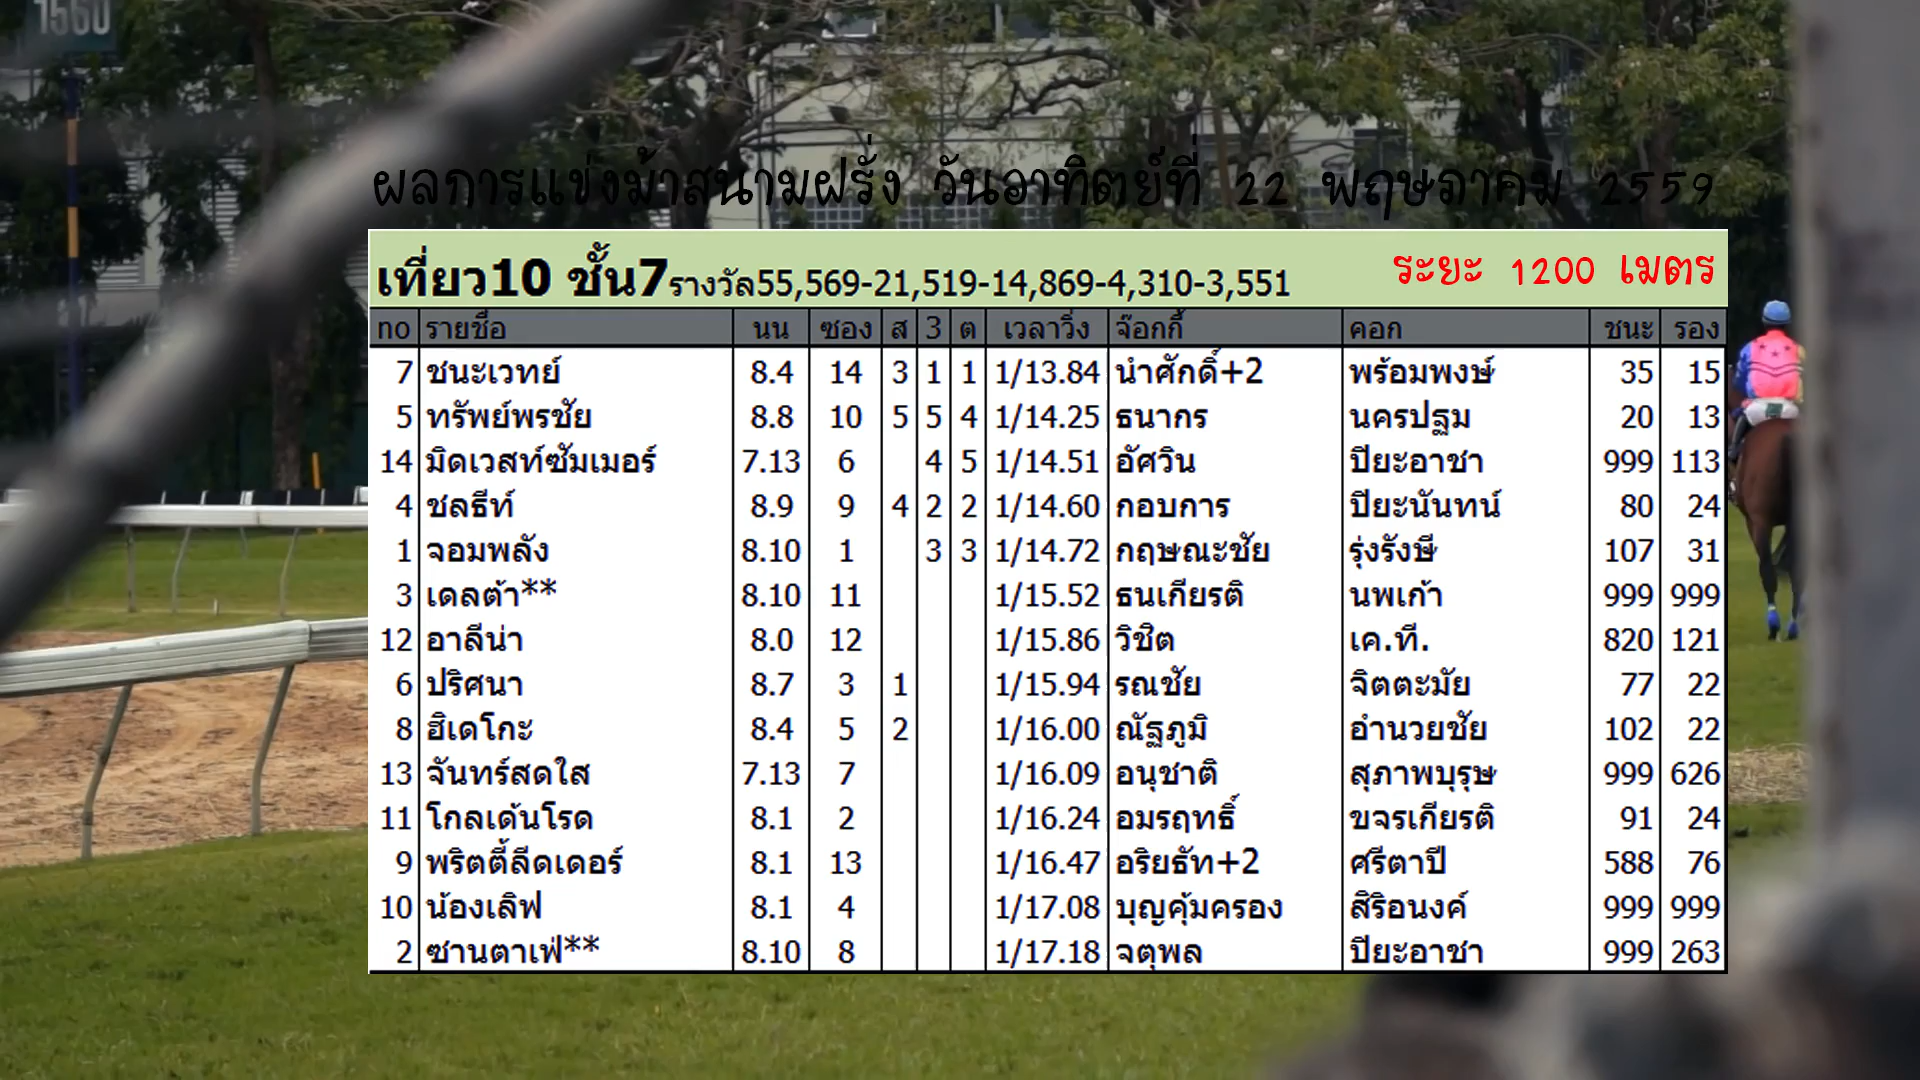 1560
ผลการแข่งม้าสนามฝรั่ง วันอาทิตย์ที่ 22 พฤษภาคม 2559
เที่ยว10 ชั้น7รางวัล55,569-21,519-14,869-4,310-3,551 ระยะ 1200 เมตร
no รายชื่อ นน ซอง ส 3 ต เวลาวิ่ง จ๊อกกี้ คอก ชนะ รอง
7 ชนะเวทย์ 8.4 14 3 1 1 1/13.84 นำศักดิ์+2 พร้อมพงษ์ 35 15
5 ทรัพย์พรชัย 8.8 10 5 5 4 1/14.25 ธนากร นครปฐม 20 13
14 มิดเวสท์ซัมเมอร์ 7.13 6 4 5 1/14.51 อัศวิน ปิยะอาชา 999 113
4 ชลธีท์ 8.9 9 4 2 2 1/14.60 กอบการ ปิยะนันทน์ 80 24
1 จอมพลัง 8.10 1 3 3 1/14.72 กฤษณะชัย รุ่งรังษี 107 31
3 เดลต้า** 8.10 11 1/15.52 ธนเกียรติ นพเก้า 999 999
12 อาลีน่า 8.0 12 1/15.86 วิชิต เค.ที. 820 121
6 ปริศนา 8.7 3 1 1/15.94 รณชัย จิตตะมัย 77 22
8 ฮิเดโกะ 8.4 5 2 1/16.00 ณัฐภูมิ อำนวยชัย 102 22
13 จันทร์สดใส 7.13 7 1/16.09 อนุชาติ สุภาพบุรุษ 999 626
11 โกลเด้นโรด 8.1 2 1/16.24 อมรฤทธิ์ ขจรเกียรติ 91 24
9 พริตตี้ลีดเดอร์ 8.1 13 1/16.47 อริยธัท+2 ศรีตาปี 588 76
10 น้องเลิฟ 8.1 4 1/17.08 บุญคุ้มครอง สิริอนงค์ 999 999
2 ซานตาเฟ่** 8.10 8 1/17.18 จตุพล ปิยะอาชา 999 263